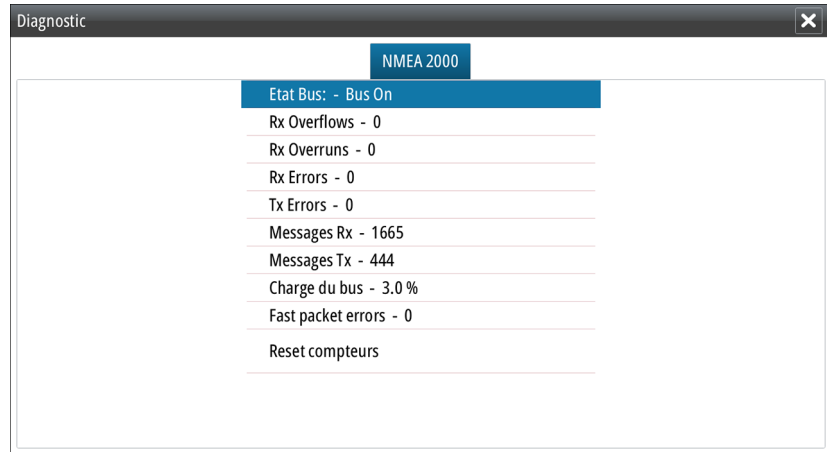 Diagnostic
NMEA 2000
Etat Bus: - Bus On
Rx Overflows - 0
Rx Overruns - 0
Rx Errors - 0
Tx Errors - 0
Messages Rx - 1665
Messages Tx - 444
Charge du bus - 3.0 %
Fast packet errors - 0
Reset compteurs